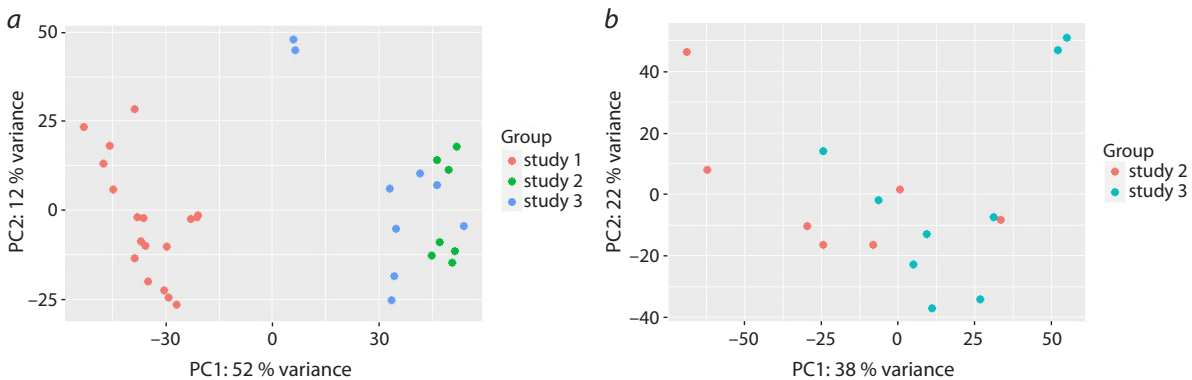 a
50
25
0
−25
PC2: 12 % variance
−30
0
30
PC1: 52 % variance
Group
study 1
study 2
study 3
b
40
20
0
−20
−40
PC2: 22 % variance
−50
−25
0
25
50
PC1: 38 % variance
Group
study 2
study 3